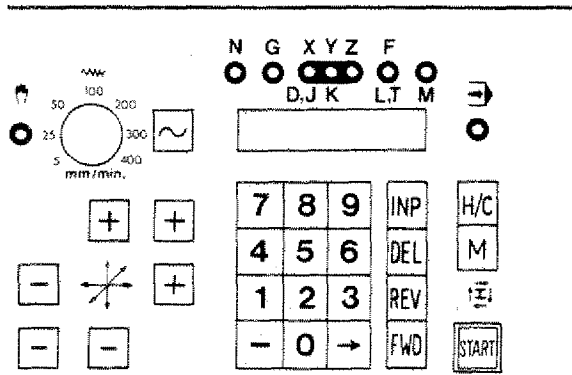 N G X Y Z F
D,J K L,T M
100
50 200
25 300
5 400
mm/min.
+ +
- +
- -
7 8 9 INP H/C
4 5 6 DEL M
1 2 3 REV
- 0 → FWD START